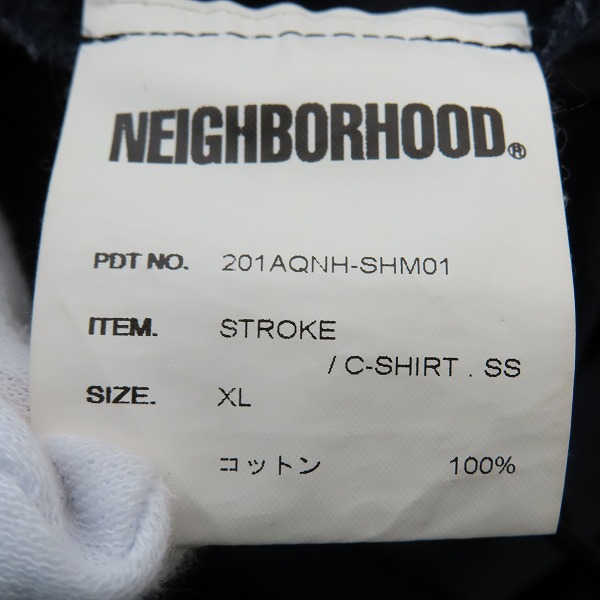 NEIGHBORHOOD®
PDT NO. 201AQNH-SHM01
ITEM. STROKE
/ C-SHIRT . SS
SIZE. XL
コットン 100%